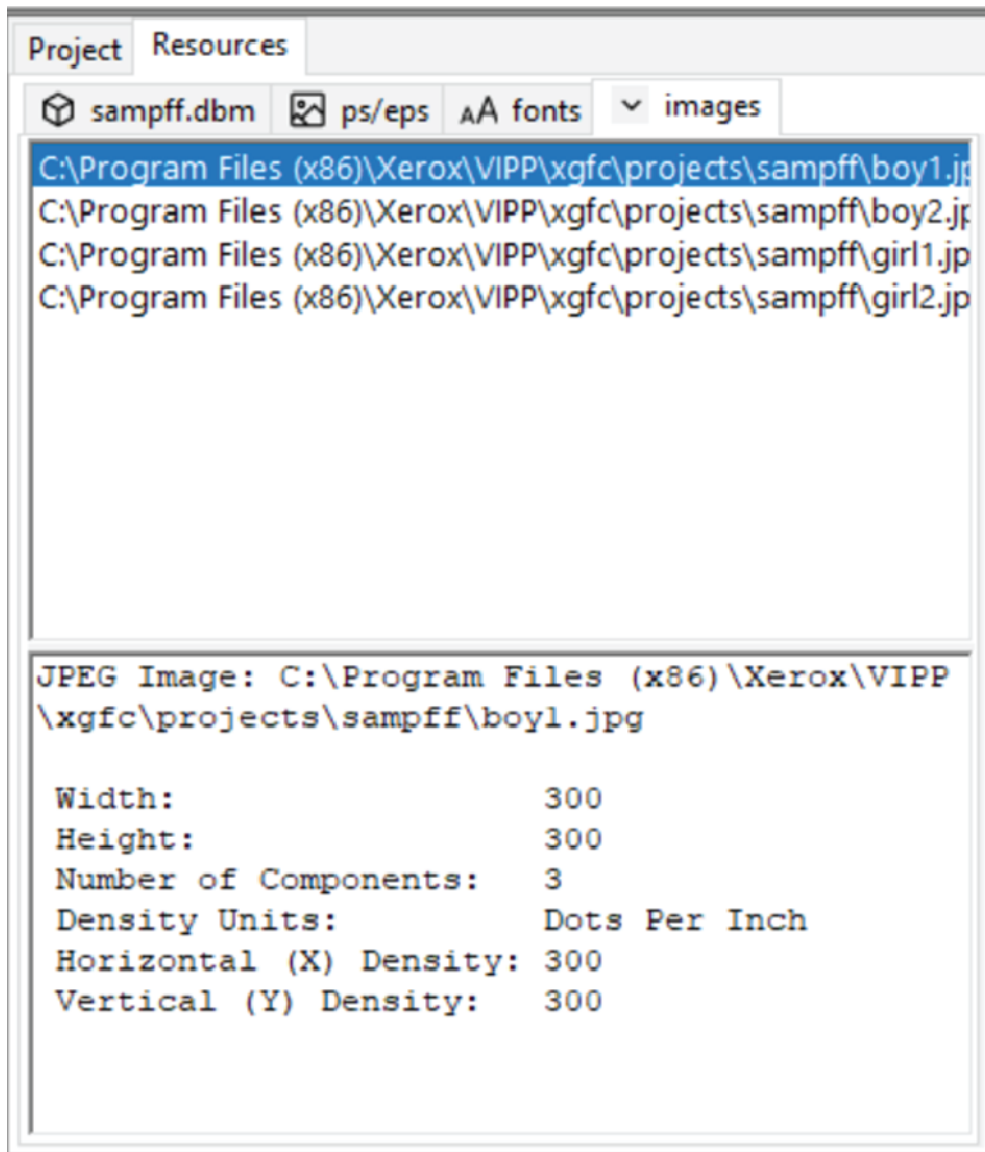 Project Resources
sampff.dbm ps/eps AA fonts images
C:\Program Files (x86)\Xerox\VIPP\xgfc\projects\sampff\boy1.jp
C:\Program Files (x86)\Xerox\VIPP\xgfc\projects\sampff\boy2.jp
C:\Program Files (x86)\Xerox\VIPP\xgfc\projects\sampff\girl1.jp
C:\Program Files (x86)\Xerox\VIPP\xgfc\projects\sampff\girl2.jp
JPEG Image: C:\Program Files (x86)\Xerox\VIPP
\xgfc\projects\sampff\boy1.jpg
Width: 300
Height: 300
Number of Components: 3
Density Units: Dots Per Inch
Horizontal (X) Density: 300
Vertical (Y) Density: 300